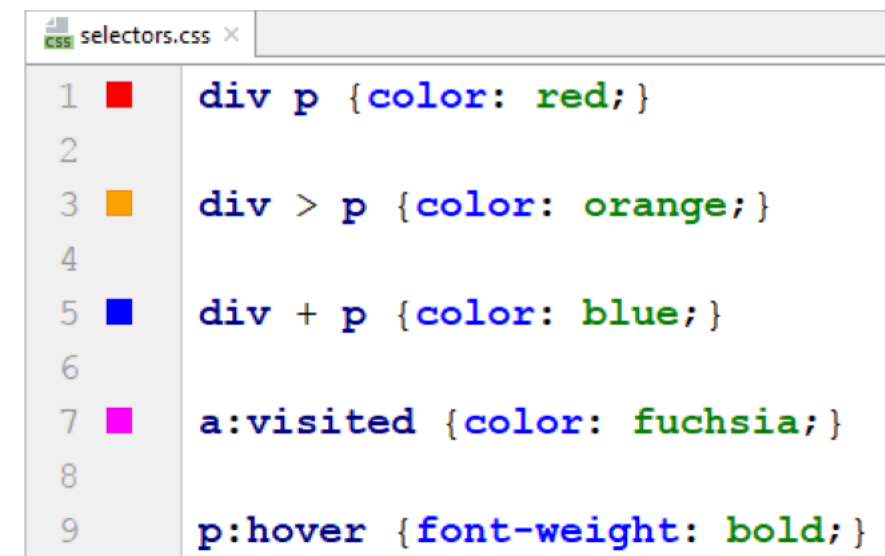 CSS selectors.css ×
1 div p {color: red;}
2
3 div > p {color: orange;}
4
5 div + p {color: blue;}
6
7 a:visited {color: fuchsia;}
8
9 p:hover {font-weight: bold;}